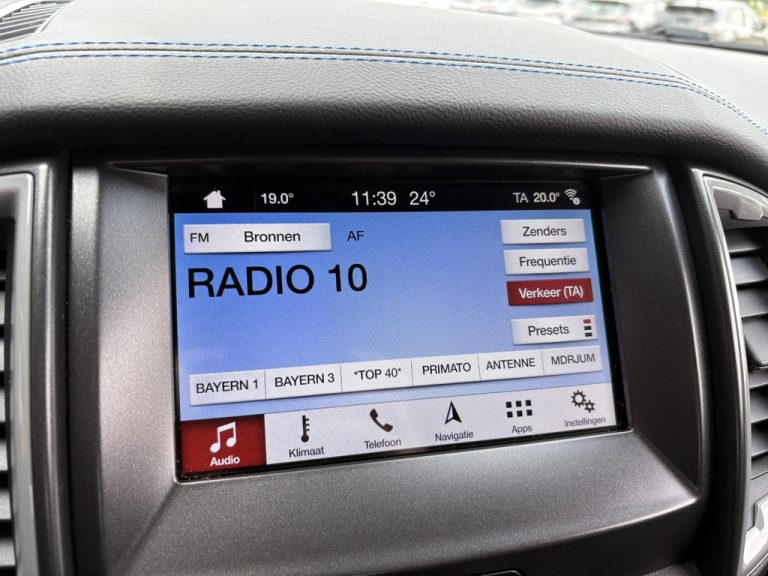 19.0° 11:39 24° TA 20.0°
FM Bronnen AF Zenders
RADIO 10 Frequentie
Verkeer (TA)
Presets
BAYERN 1 BAYERN 3 *TOP 40* PRIMATO ANTENNE MDRJUM
Audio Klimaat Telefoon Navigatie Apps Instellingen